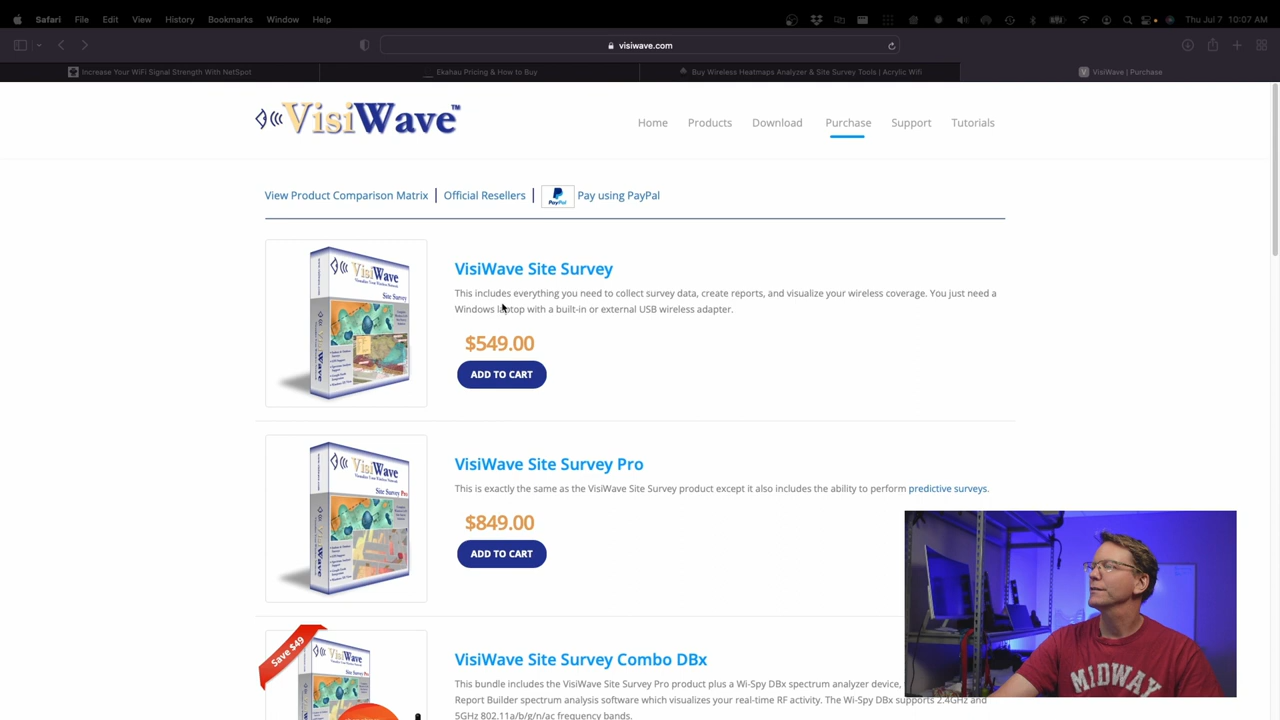 Safari File Edit View History Bookmarks Window Help Thu Jul 7 10:07 AM
visiwave.com
Increase Your WiFi Signal Strength With NetSpot
Ekahau Pricing & How to Buy
Buy Wireless Heatmaps Analyzer & Site Survey Tools | Acrylic Wifi
VisiWave | Purchase
VisiWave™
Home Products Download Purchase Support Tutorials
View Product Comparison Matrix | Official Resellers | PayPal Pay using PayPal
VisiWave Site Survey
This includes everything you need to collect survey data, create reports, and visualize your wireless coverage. You just need a
Windows laptop with a built-in or external USB wireless adapter.
$549.00
ADD TO CART
VisiWave
Site Survey
VisiWave Site Survey Pro
This is exactly the same as the VisiWave Site Survey product except it also includes the ability to perform predictive surveys.
$849.00
ADD TO CART
VisiWave
Site Survey Pro
Save $49
VisiWave Site Survey Combo DBx
This bundle includes the VisiWave Site Survey Pro product plus a Wi-Spy DBx spectrum analyzer device,
Report Builder spectrum analysis software which visualizes your real-time RF activity. The Wi-Spy DBx supports 2.4GHz and
5GHz 802.11a/b/g/n/ac frequency bands.
MIDWAY